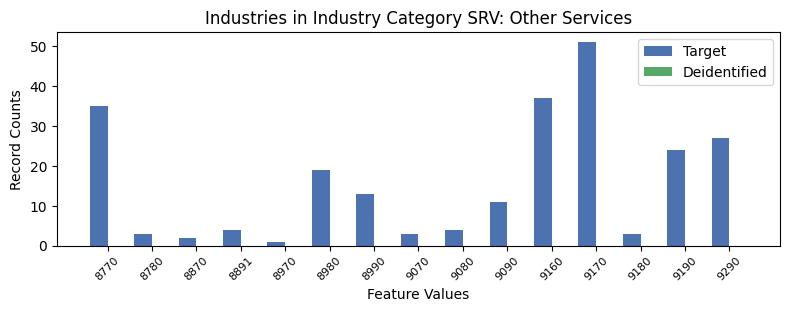 Industries in Industry Category SRV: Other Services
Target
Deidentified
Record Counts
50
40
30
20
10
0
8770 8780 8870 8891 8970 8980 8990 9070 9080 9090 9160 9170 9180 9190 9290
Feature Values